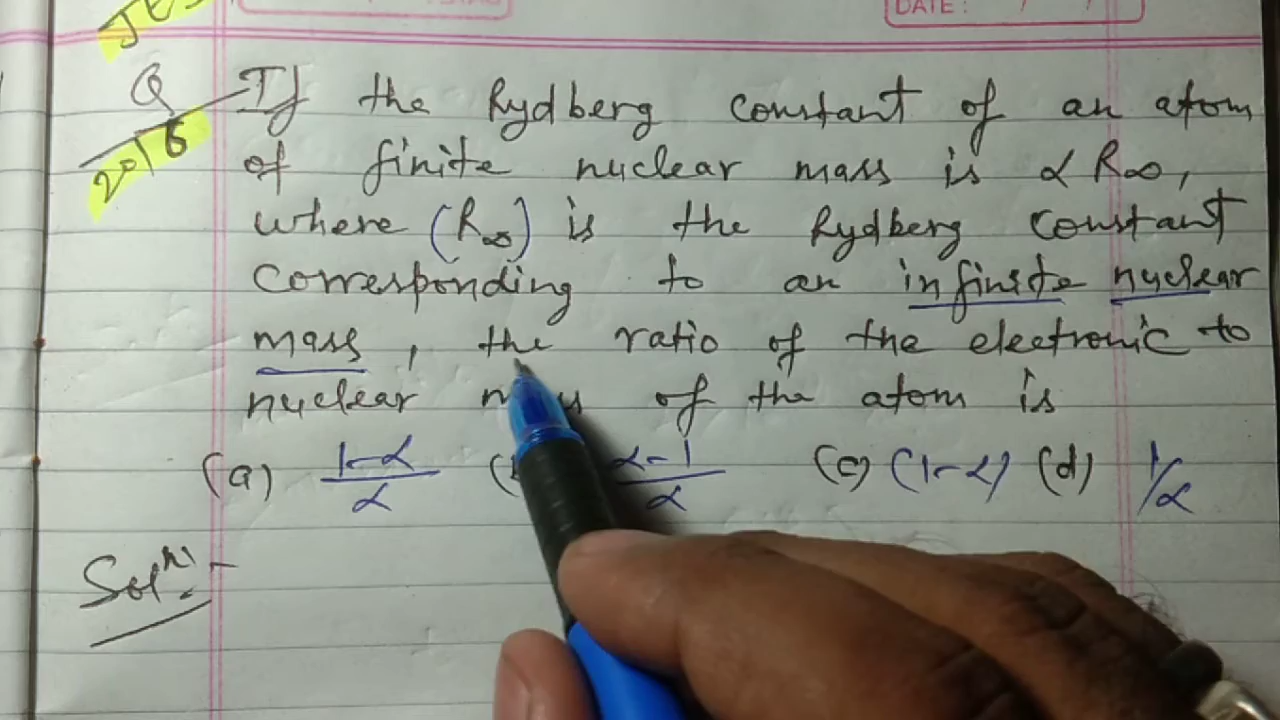 DATE: / /
Q If the Rydberg constant of an atom
2016 of finite nuclear mass is αR∞,
where (R∞) is the Rydberg constant
corresponding to an infinite nuclear
mass, the ratio of the electronic to
nuclear of the atom is
(a) 1-α/α α-1/α (c) (1-α) (d) 1/α
Solⁿ:-